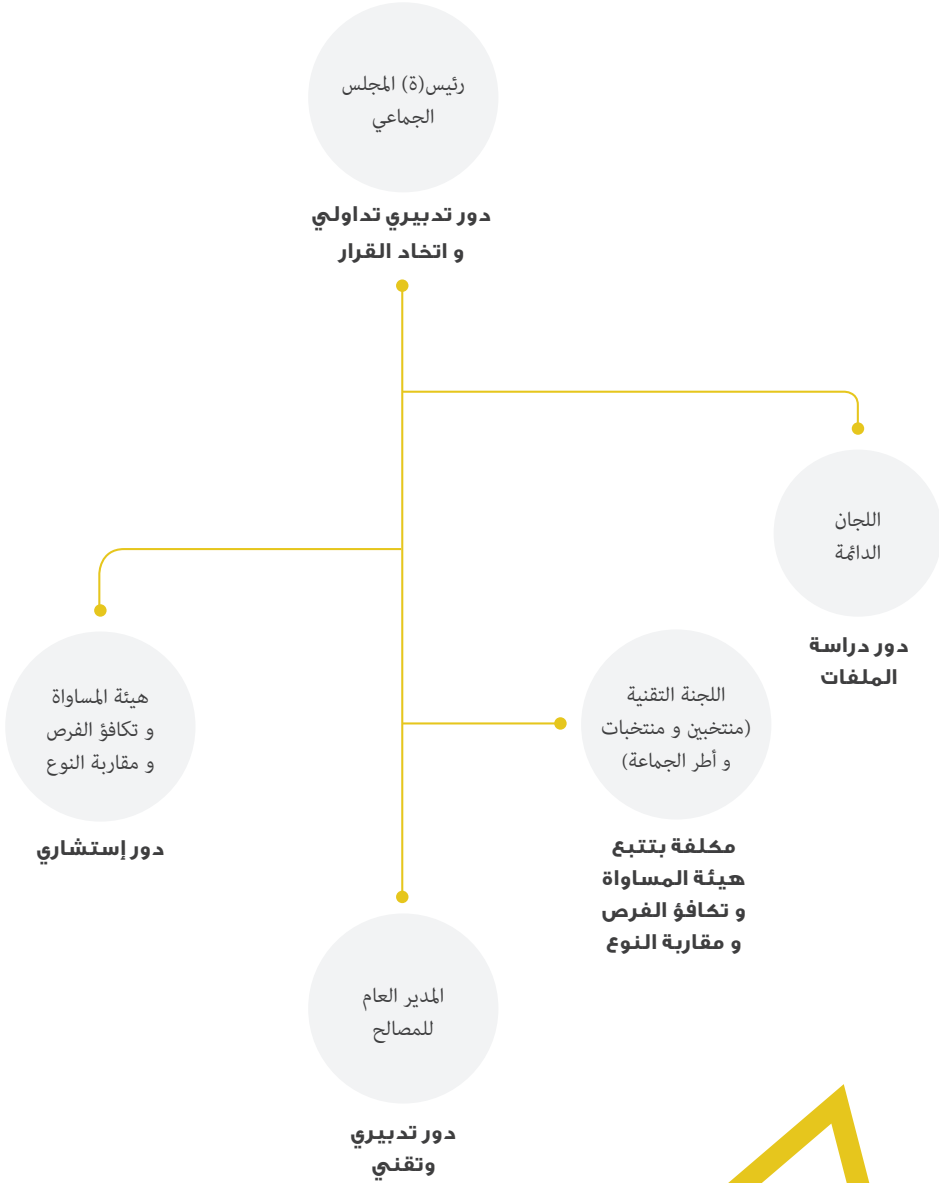 رئيس(ة) المجلس
الجماعي
دور تدبيري تداولي
و اتخاد القرار
اللجان
الدائمة
دور دراسة
الملفات
هيئة المساواة
و تكافؤ الفرص
و مقاربة النوع
دور إستشاري
اللجنة التقنية
(منتخبين و منتخبات
و أطر الجماعة)
مكلفة بتتبع
هيئة المساواة
و تكافؤ الفرص
و مقاربة النوع
المدير العام
للمصالح
دور تدبيري
وتقني